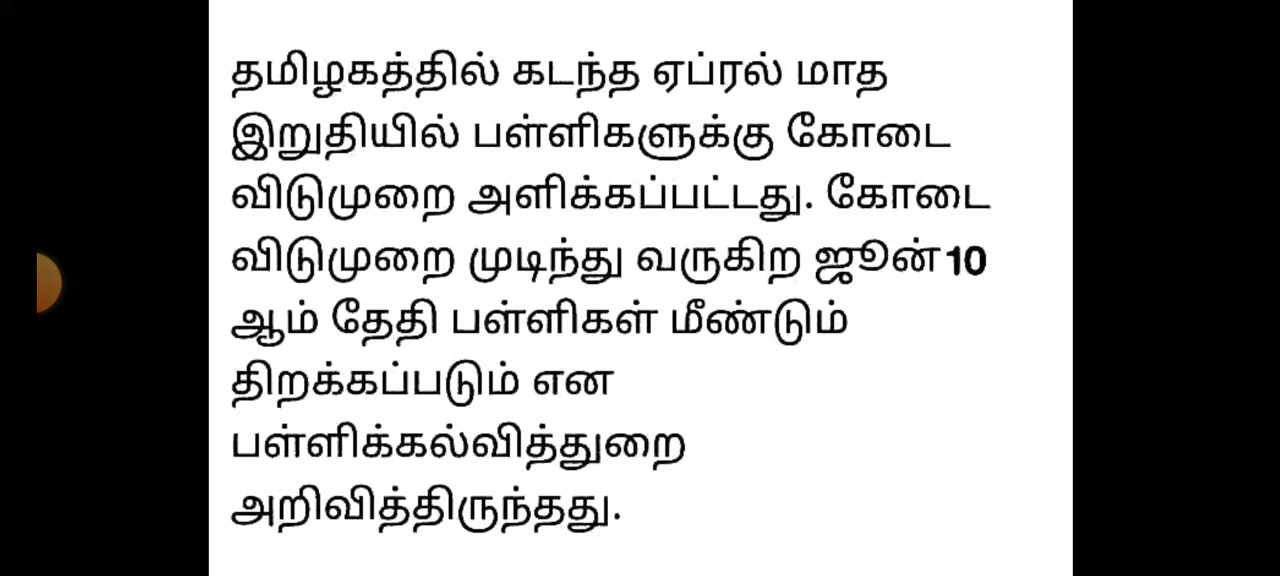 தமிழகத்தில் கடந்த ஏப்ரல் மாத
இறுதியில் பள்ளிகளுக்கு கோடை
விடுமுறை அளிக்கப்பட்டது. கோடை
விடுமுறை முடிந்து வருகிற ஜூன் 10
ஆம் தேதி பள்ளிகள் மீண்டும்
திறக்கப்படும் என
பள்ளிக்கல்வித்துறை
அறிவித்திருந்தது.